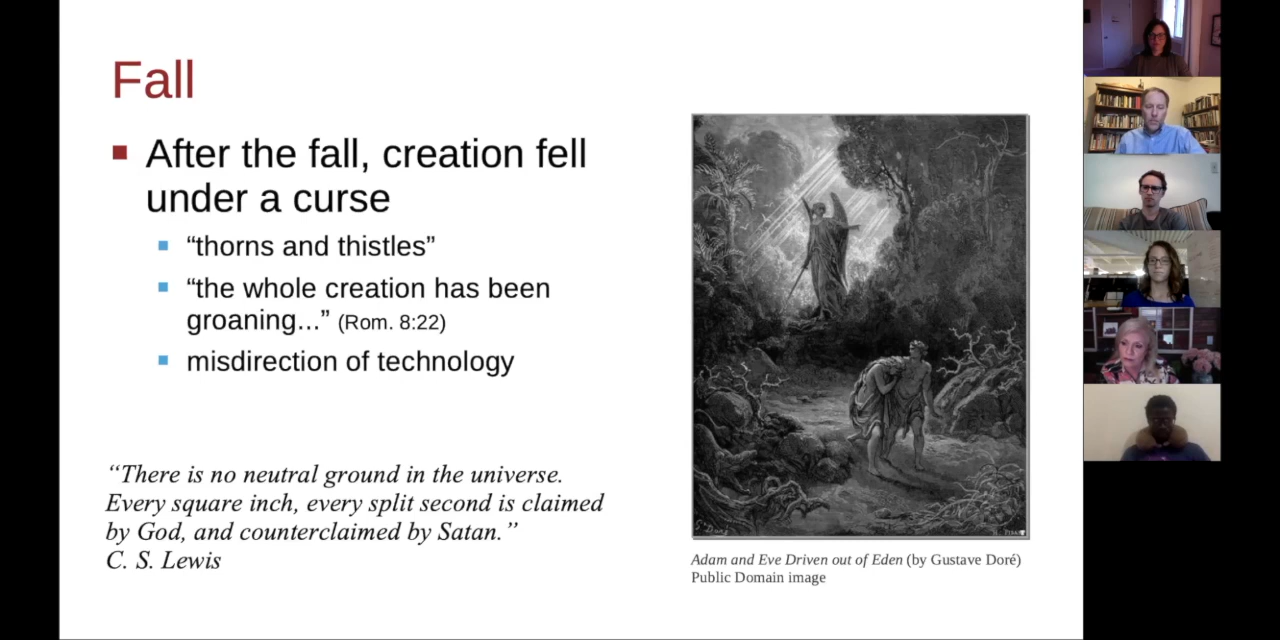 Fall
After the fall, creation fell
under a curse
“thorns and thistles”
“the whole creation has been
groaning...” (Rom. 8:22)
misdirection of technology
“There is no neutral ground in the universe.
Every square inch, every split second is claimed
by God, and counterclaimed by Satan.”
C. S. Lewis
Adam and Eve Driven out of Eden (by Gustave Doré)
Public Domain image